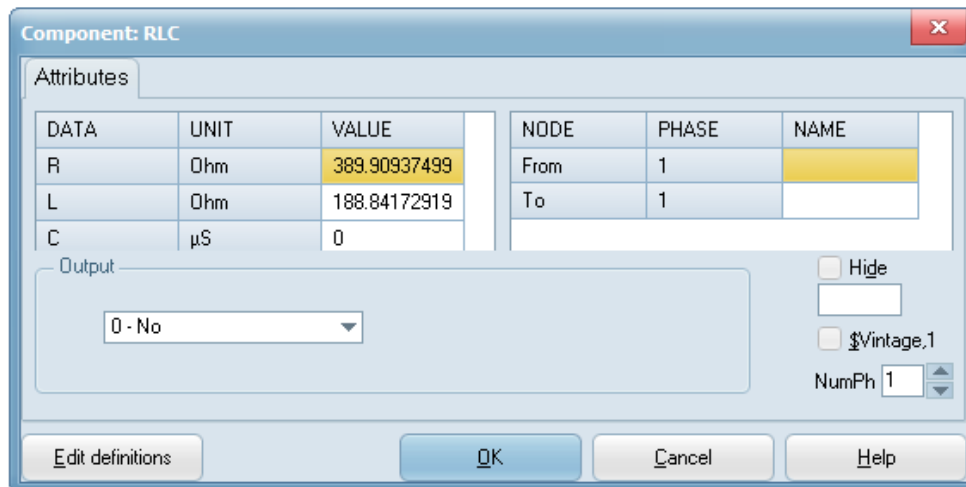 Component: RLC
Attributes
DATA UNIT VALUE
R Ohm 389.90937499
L Ohm 188.84172919
C µS 0
NODE PHASE NAME
From 1
To 1
Output
0 - No
Hide
$Vintage,1
NumPh 1
Edit definitions OK Cancel Help